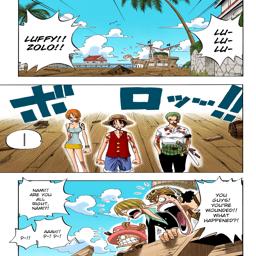 LU-
LU-
LU-
LUFFY!!
ZOLO!!
ボロッ…!!
YOU
GUYS!
YOU'RE
WOUNDED!!
WHAT
HAPPENED?!
NAMI!!
ARE YOU
ALL
RIGHT,
NAMI?!